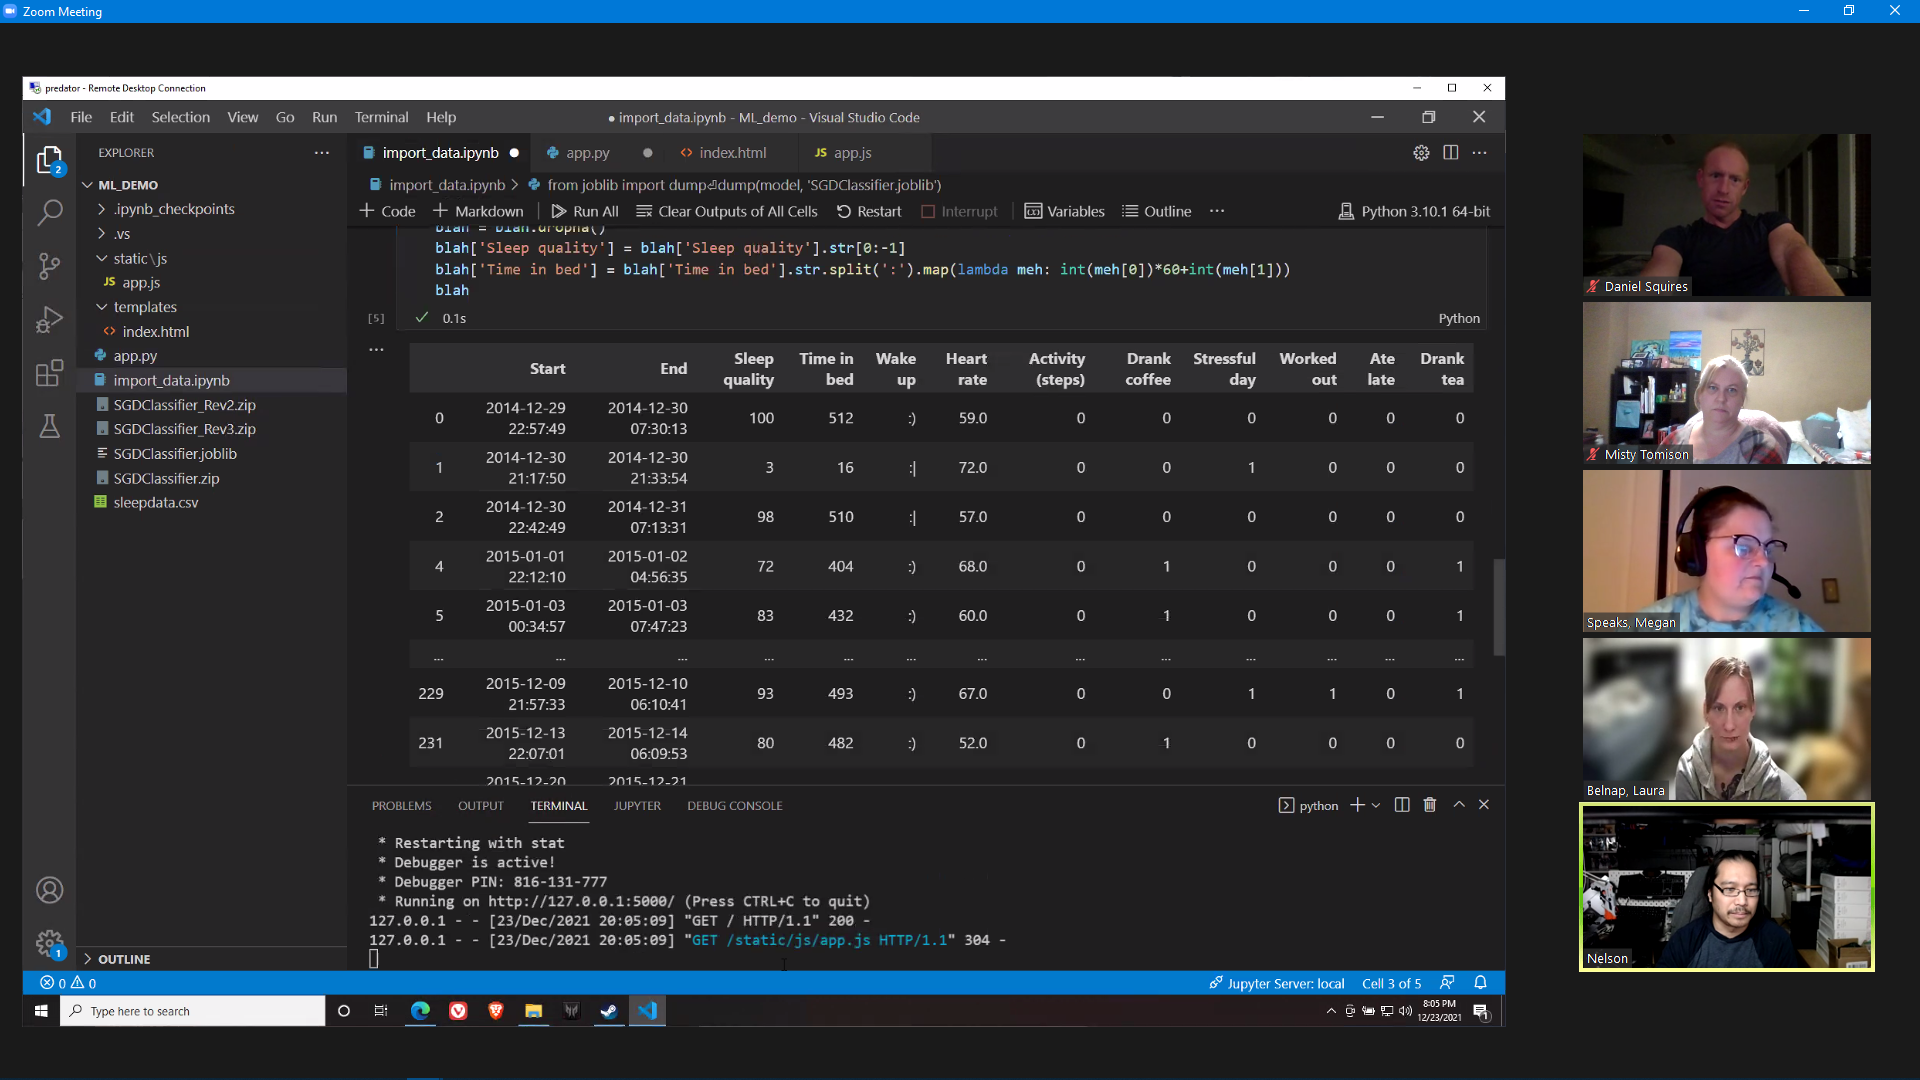 Zoom Meeting
predator - Remote Desktop Connection
File Edit Selection View Go Run Terminal Help
● import_data.ipynb - ML_demo - Visual Studio Code
EXPLORER
ML_DEMO
.ipynb_checkpoints
.vs
static\js
JS app.js
templates
<> index.html
app.py
import_data.ipynb
SGDClassifier_Rev2.zip
SGDClassifier_Rev3.zip
SGDClassifier.joblib
SGDClassifier.zip
sleepdata.csv
OUTLINE
2
1
import_data.ipynb ● app.py ● <> index.html JS app.js
import_data.ipynb > from joblib import dump⏎dump(model, 'SGDClassifier.joblib')
+ Code + Markdown Run All Clear Outputs of All Cells Restart Interrupt Variables Outline ... Python 3.10.1 64-bit
blah = blah.dropna()
blah['Sleep quality'] = blah['Sleep quality'].str[0:-1]
blah['Time in bed'] = blah['Time in bed'].str.split(':').map(lambda meh: int(meh[0])*60+int(meh[1]))
blah
[5] ✓ 0.1s Python
...
Start End Sleep quality Time in bed Wake up Heart rate Activity (steps) Drank coffee Stressful day Worked out Ate late Drank tea
0 2014-12-29 22:57:49 2014-12-30 07:30:13 100 512 :) 59.0 0 0 0 0 0 0
1 2014-12-30 21:17:50 2014-12-30 21:33:54 3 16 :| 72.0 0 0 1 0 0 0
2 2014-12-30 22:42:49 2014-12-31 07:13:31 98 510 :| 57.0 0 0 0 0 0 0
4 2015-01-01 22:12:10 2015-01-02 04:56:35 72 404 :) 68.0 0 1 0 0 0 1
5 2015-01-03 00:34:57 2015-01-03 07:47:23 83 432 :) 60.0 0 1 0 0 0 1
... ... ... ... ... ... ... ... ... ... ... ... ...
229 2015-12-09 21:57:33 2015-12-10 06:10:41 93 493 :) 67.0 0 0 1 1 0 1
231 2015-12-13 22:07:01 2015-12-14 06:09:53 80 482 :) 52.0 0 1 0 0 0 0
2015-12-20 2015-12-21
PROBLEMS OUTPUT TERMINAL JUPYTER DEBUG CONSOLE python
* Restarting with stat
* Debugger is active!
* Debugger PIN: 816-131-777
* Running on http://127.0.0.1:5000/ (Press CTRL+C to quit)
127.0.0.1 - - [23/Dec/2021 20:05:09] "GET / HTTP/1.1" 200 -
127.0.0.1 - - [23/Dec/2021 20:05:09] "GET /static/js/app.js HTTP/1.1" 304 -
0 0 Jupyter Server: local Cell 3 of 5
Type here to search
8:05 PM
12/23/2021
1
Daniel Squires
Misty Tomison
Speaks, Megan
Belnap, Laura
Nelson